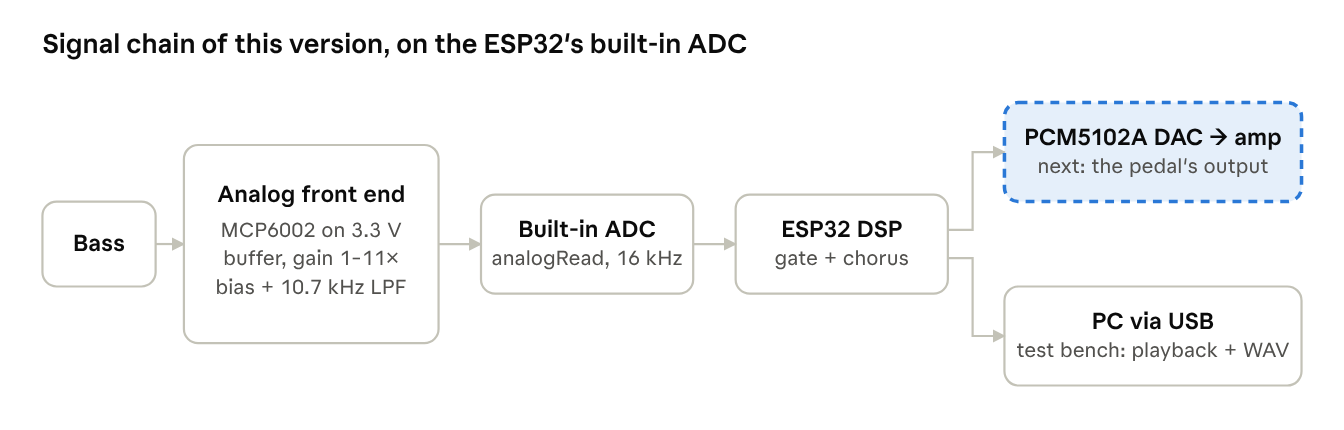 Signal chain of this version, on the ESP32's built-in ADC
Bass
Analog front end
MCP6002 on 3.3 V
buffer, gain 1–11×
bias + 10.7 kHz LPF
Built-in ADC
analogRead, 16 kHz
ESP32 DSP
gate + chorus
PCM5102A DAC → amp
next: the pedal's output
PC via USB
test bench: playback + WAV